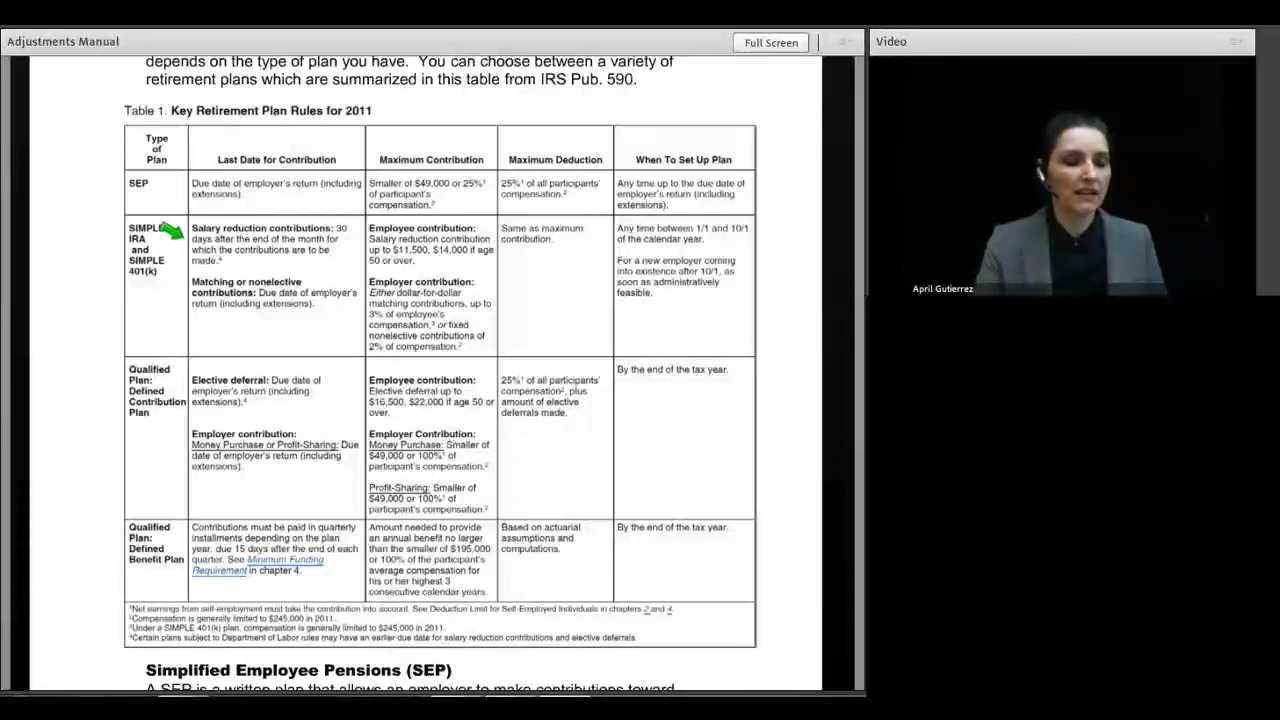 Adjustments Manual
Full Screen
Video
depends on the type of plan you have. You can choose between a variety of
retirement plans which are summarized in this table from IRS Pub. 590.
Table 1. Key Retirement Plan Rules for 2011
Type
of
Plan
Last Date for Contribution
Maximum Contribution
Maximum Deduction
When To Set Up Plan
SEP
Due date of employer's return (including
extensions).
Smaller of $49,000 or 25%¹
of participant's
compensation.²
25%¹ of all participants'
compensation.²
Any time up to the due date of
employer's return (including
extensions).
SIMPLE
IRA
and
SIMPLE
401(k)
Salary reduction contributions: 30
days after the end of the month for
which the contributions are to be
made.⁴
Matching or nonelective
contributions: Due date of employer's
return (including extensions).
Employee contribution:
Salary reduction contribution
up to $11,500, $14,000 if age
50 or over.
Employer contribution:
Either dollar-for-dollar
matching contributions, up to
3% of employee's
compensation,³ or fixed
nonelective contributions of
2% of compensation.²
Same as maximum
contribution.
Any time between 1/1 and 10/1
of the calendar year.
For a new employer coming
into existence after 10/1, as
soon as administratively
feasible.
Qualified
Plan:
Defined
Contribution
Plan
Elective deferral: Due date of
employer's return (including
extensions).⁴
Employer contribution:
Money Purchase or Profit-Sharing: Due
date of employer's return (including
extensions).
Employee contribution:
Elective deferral up to
$16,500, $22,000 if age 50 or
over.
Employer Contribution:
Money Purchase: Smaller of
$49,000 or 100%¹ of
participant's compensation.²
Profit-Sharing: Smaller of
$49,000 or 100%¹ of
participant's compensation.²
25%¹ of all participants'
compensation², plus
amount of elective
deferrals made.
By the end of the tax year.
Qualified
Plan:
Defined
Benefit Plan
Contributions must be paid in quarterly
installments depending on the plan
year, due 15 days after the end of each
quarter. See Minimum Funding
Requirement in chapter 4.
Amount needed to provide
an annual benefit no larger
than the smaller of $195,000
or 100% of the participant's
average compensation for
his or her highest 3
consecutive calendar years.
Based on actuarial
assumptions and
computations.
By the end of the tax year.
¹Net earnings from self-employment must take the contribution into account. See Deduction Limit for Self-Employed Individuals in chapters 2 and 4.
²Compensation is generally limited to $245,000 in 2011.
³Under a SIMPLE 401(k) plan, compensation is generally limited to $245,000 in 2011.
⁴Certain plans subject to Department of Labor rules may have an earlier due date for salary reduction contributions and elective deferrals.
Simplified Employee Pensions (SEP)
A SEP is a written plan that allows an employer to make contributions toward
April Gutierrez